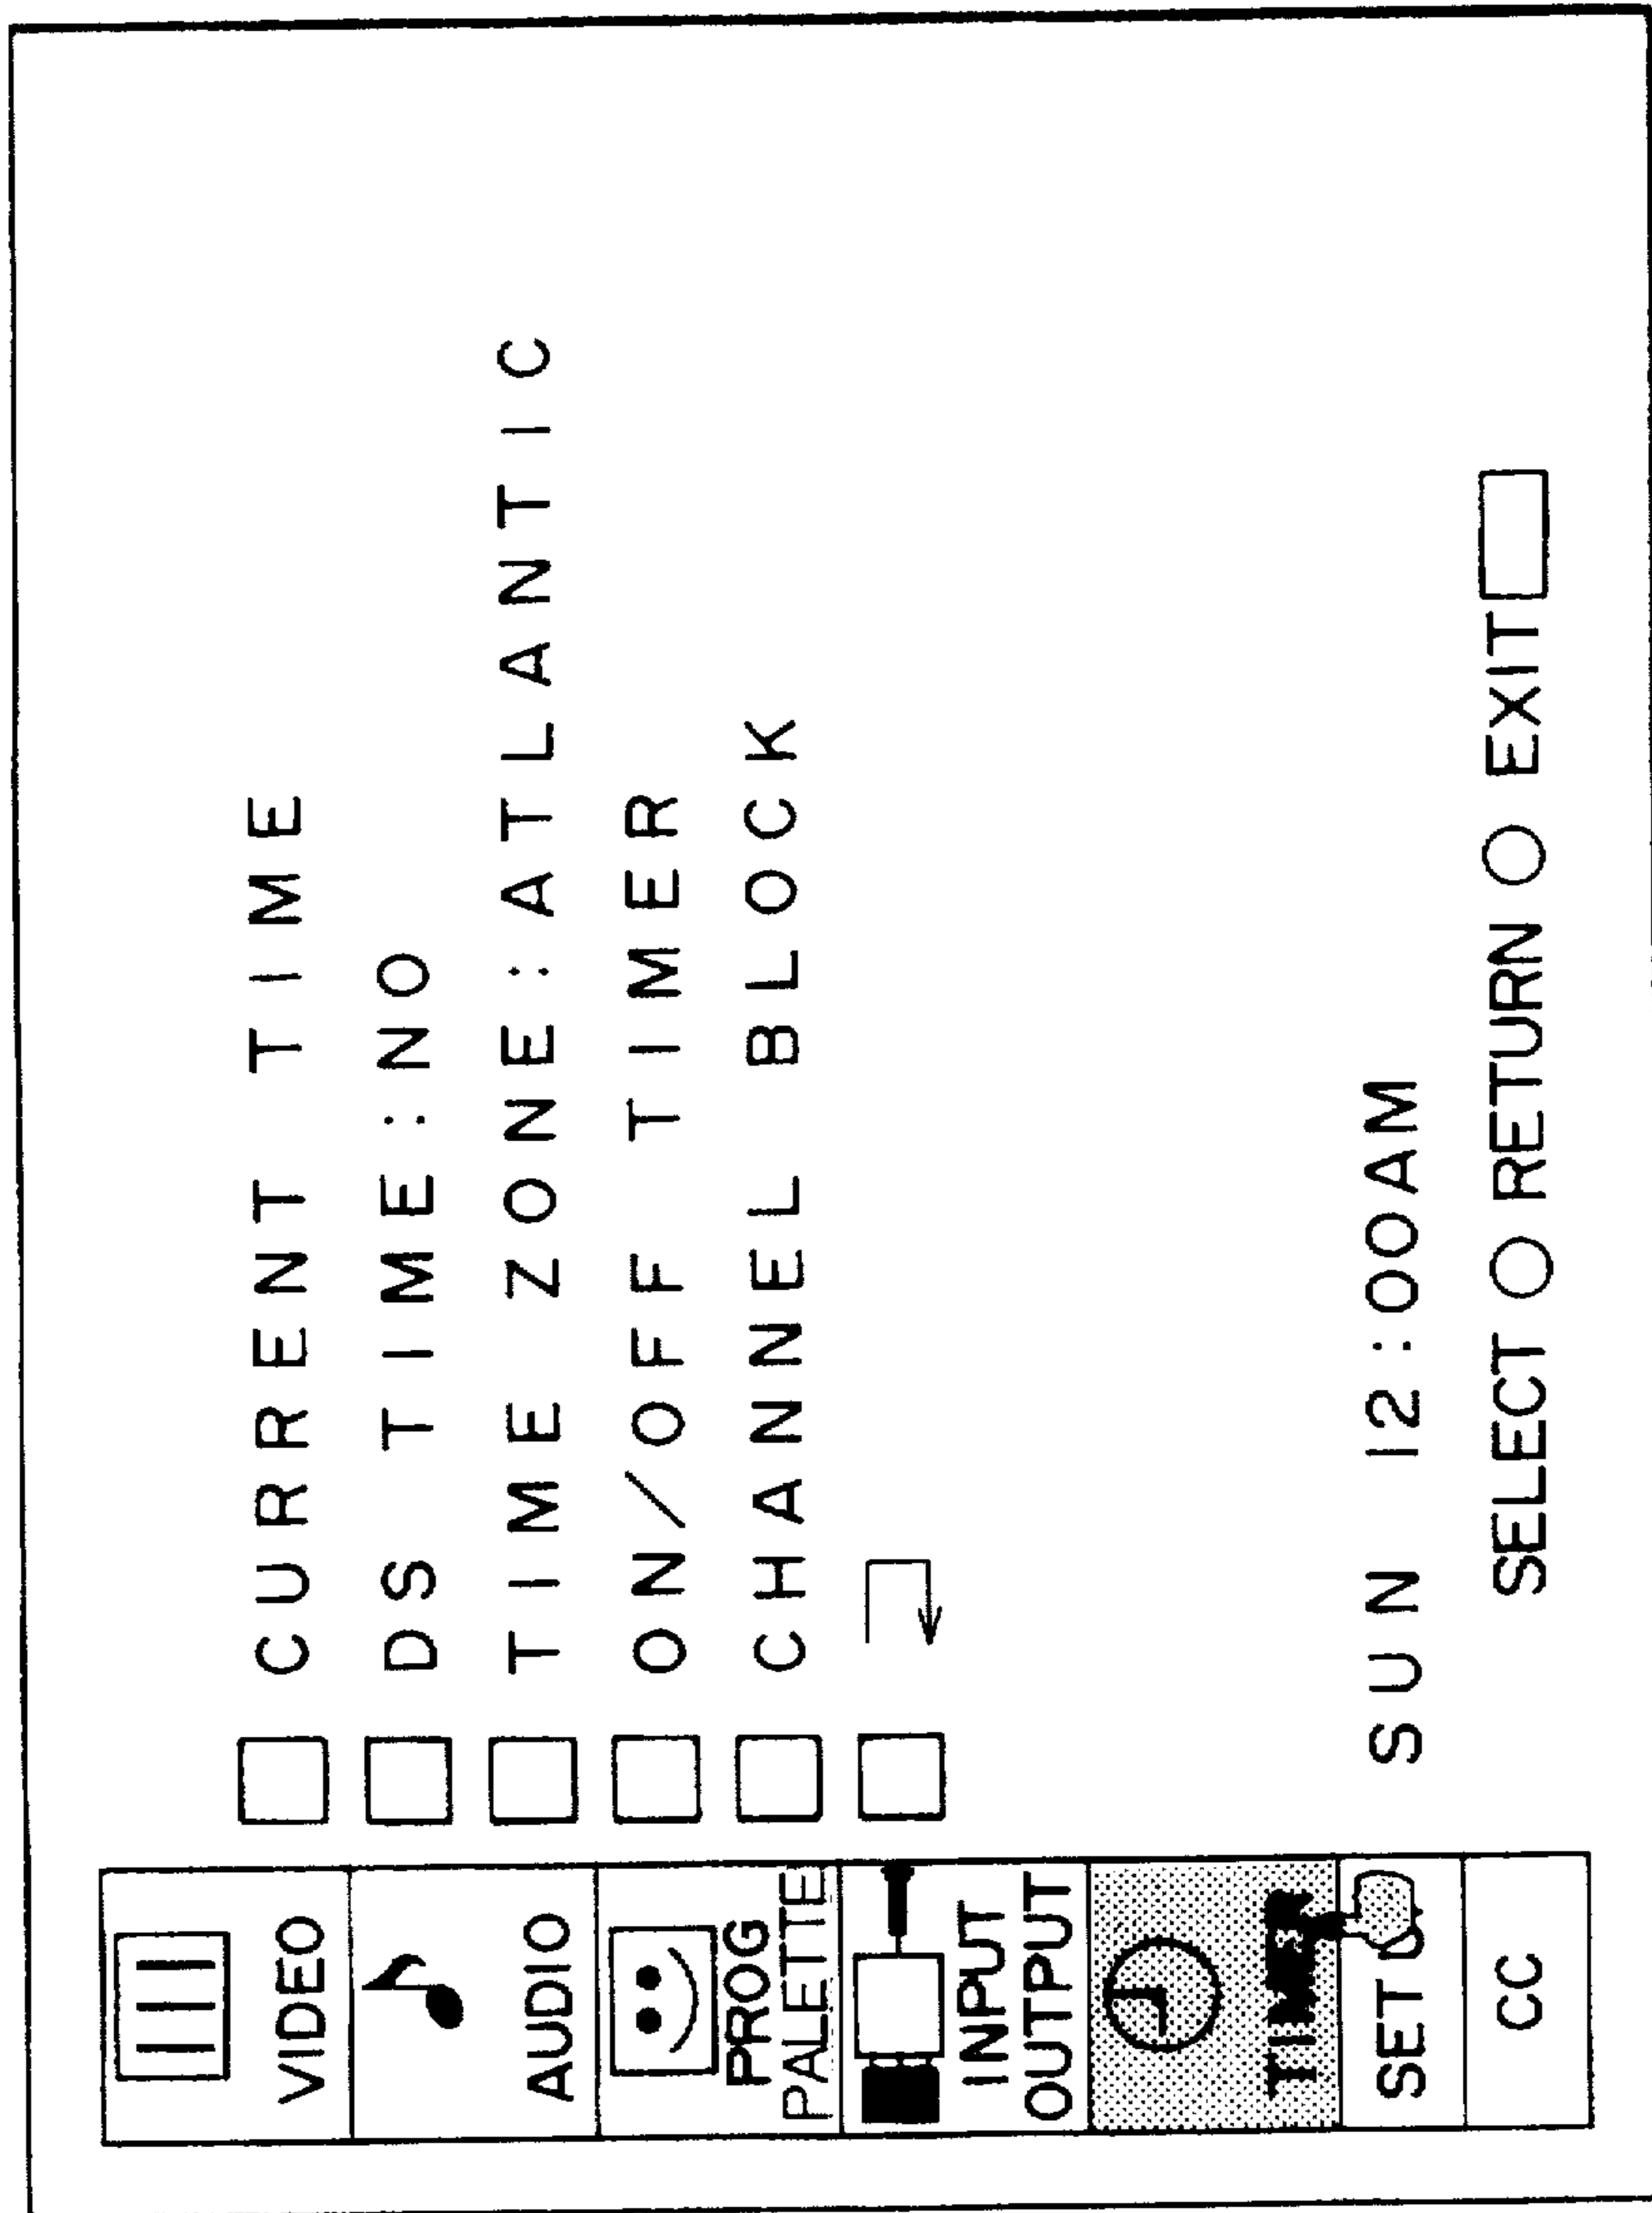 VIDEO
AUDIO
PROG
PALETTE
INPUT
OUTPUT
TIMER
SET
CC
CURRENT TIME
DS TIME:NO
TIME ZONE:ATLANTIC
ON/OFF TIMER
CHANNEL BLOCK
SUN 12:00AM
SELECT RETURN EXIT